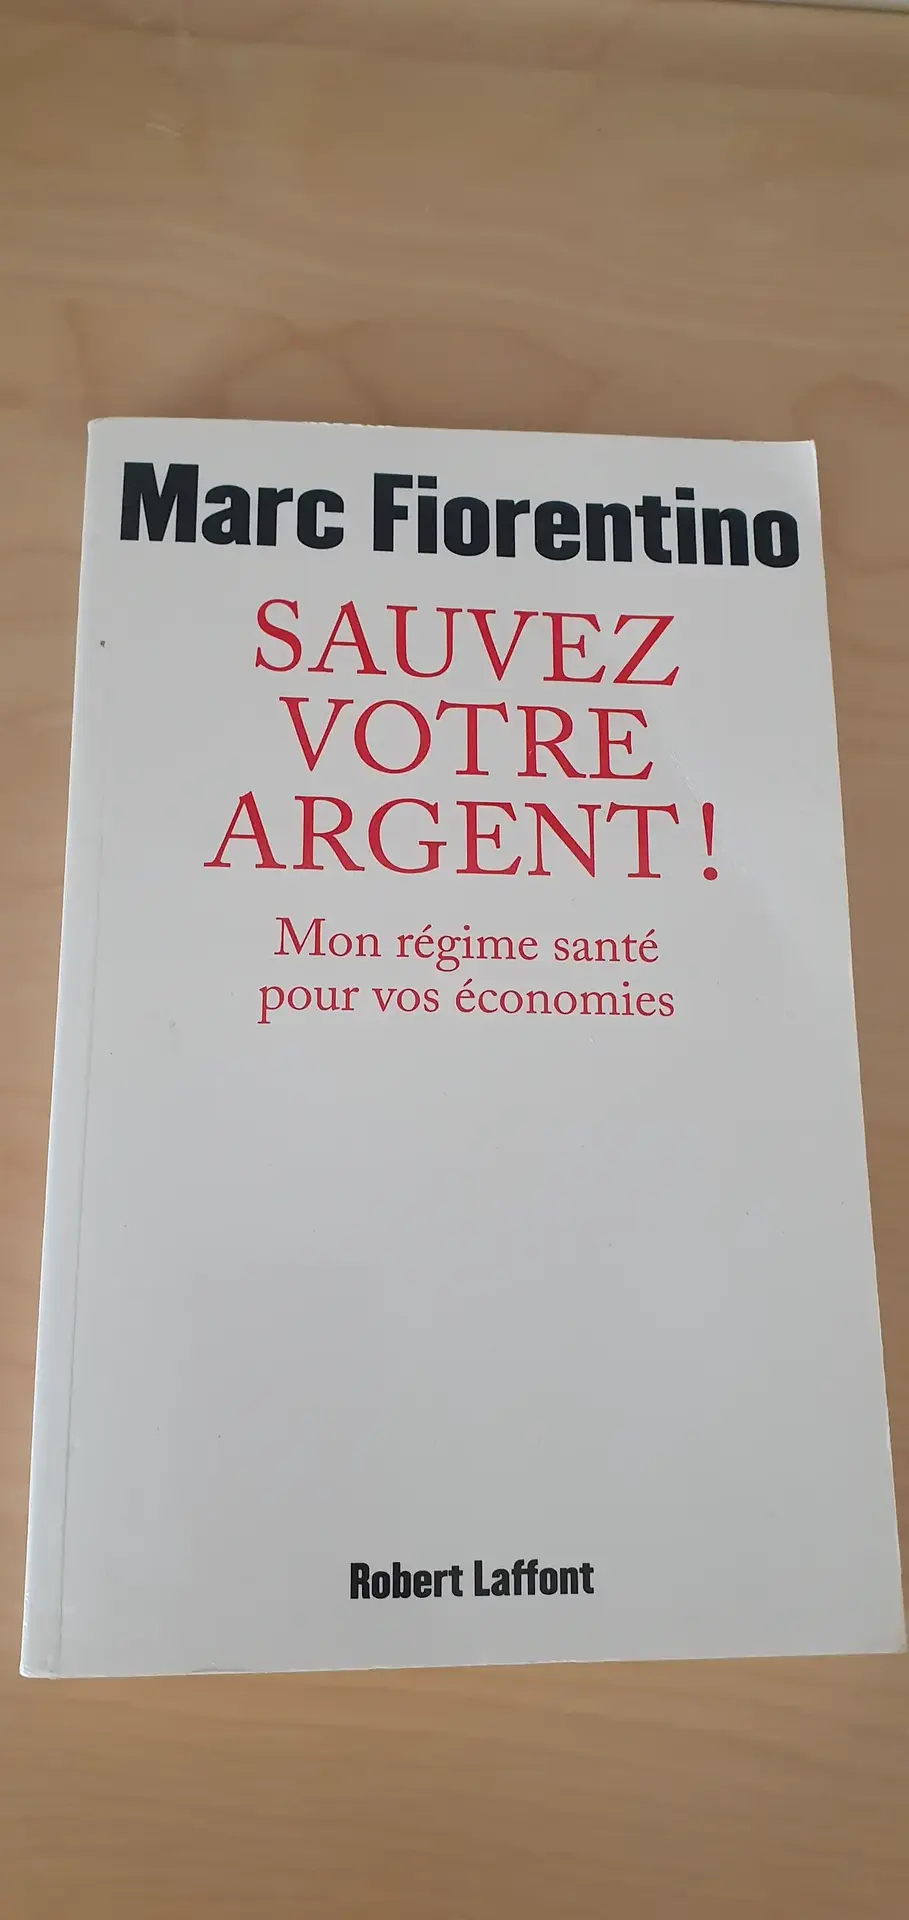 Marc Fiorentino
SAUVEZ
VOTRE
ARGENT !
Mon régime santé
pour vos économies
Robert Laffont